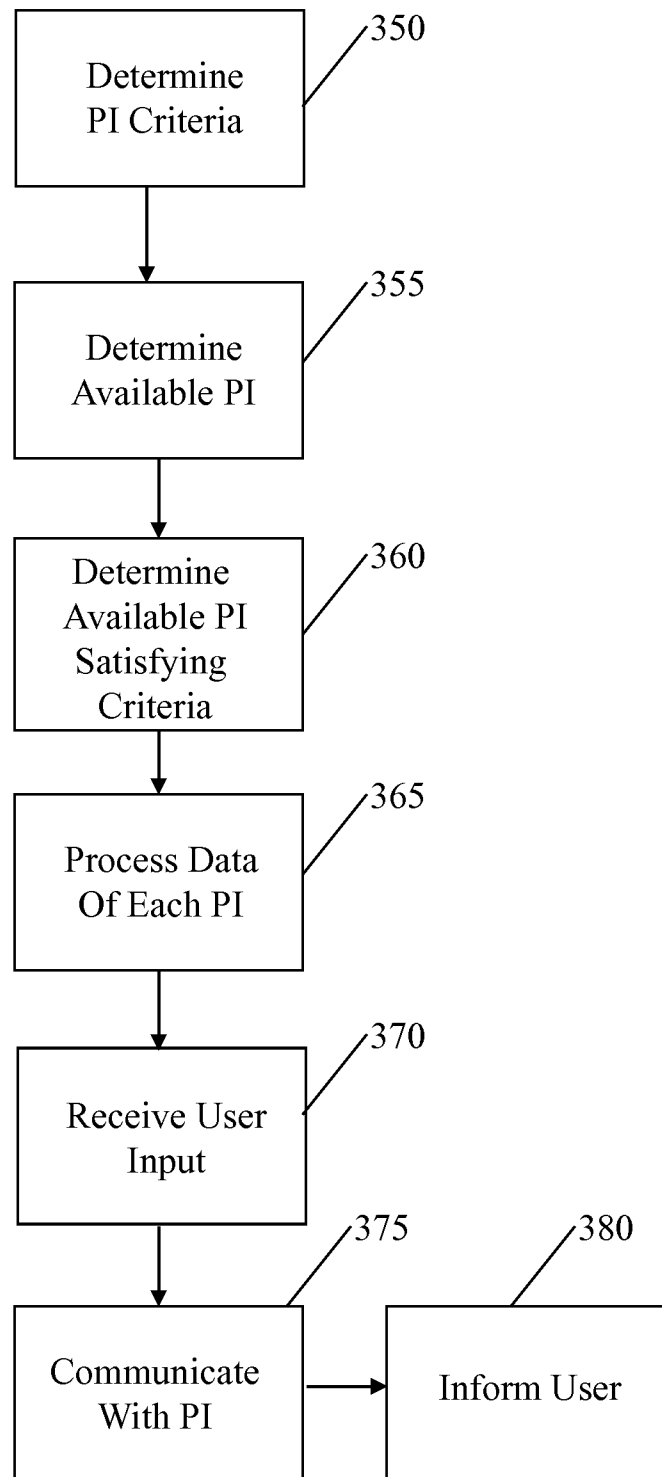 350
Determine
PI Criteria
355
Determine
Available PI
360
Determine
Available PI
Satisfying
Criteria
365
Process Data
Of Each PI
370
Receive User
Input
375
Communicate
With PI
380
Inform User